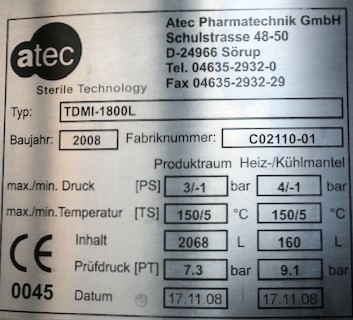 atec
Sterile Technology
Atec Pharmatechnik GmbH
Schulstrasse 48-50
D-24966 Sörup
Tel. 04635-2932-0
Fax 04635-2932-29
Typ: TDMI-1800L
Baujahr: 2008 Fabriknummer: C02110-01
Produktraum Heiz-/Kühlmantel
max./min. Druck [PS] 3/-1 bar 4/-1 bar
max./min.Temperatur [TS] 150/5 °C 150/5 °C
Inhalt 2068 L 160 L
Prüfdruck [PT] 7.3 bar 9.1 bar
CE
0045 Datum 17.11.08 17.11.08